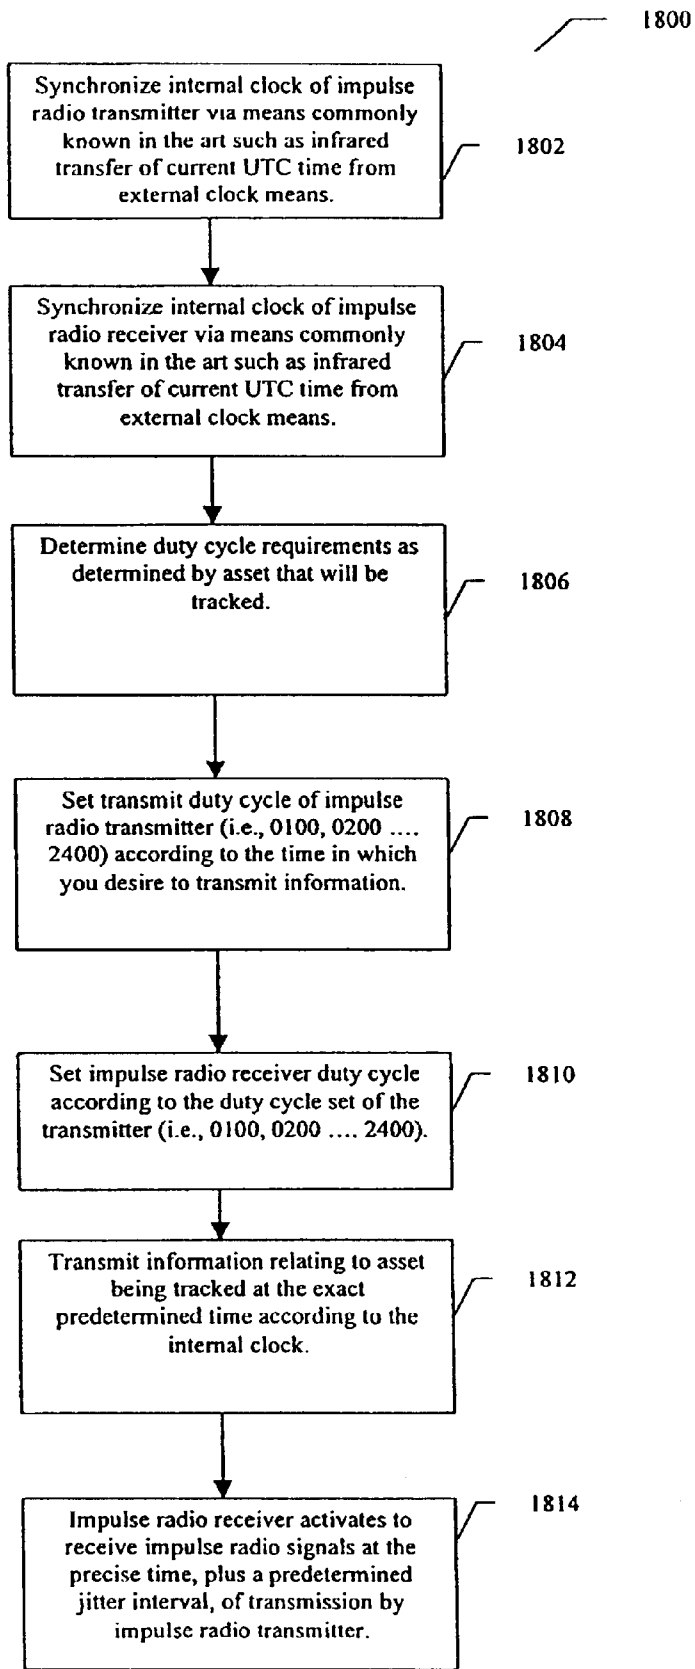 1800
Synchronize internal clock of impulse
radio transmitter via means commonly
known in the art such as infrared
transfer of current UTC time from
external clock means.
1802
Synchronize internal clock of impulse
radio receiver via means commonly
known in the art such as infrared
transfer of current UTC time from
external clock means.
1804
Determine duty cycle requirements as
determined by asset that will be
tracked.
1806
Set transmit duty cycle of impulse
radio transmitter (i.e., 0100, 0200 ....
2400) according to the time in which
you desire to transmit information.
1808
Set impulse radio receiver duty cycle
according to the duty cycle set of the
transmitter (i.e., 0100, 0200 .... 2400).
1810
Transmit information relating to asset
being tracked at the exact
predetermined time according to the
internal clock.
1812
Impulse radio receiver activates to
receive impulse radio signals at the
precise time, plus a predetermined
jitter interval, of transmission by
impulse radio transmitter.
1814